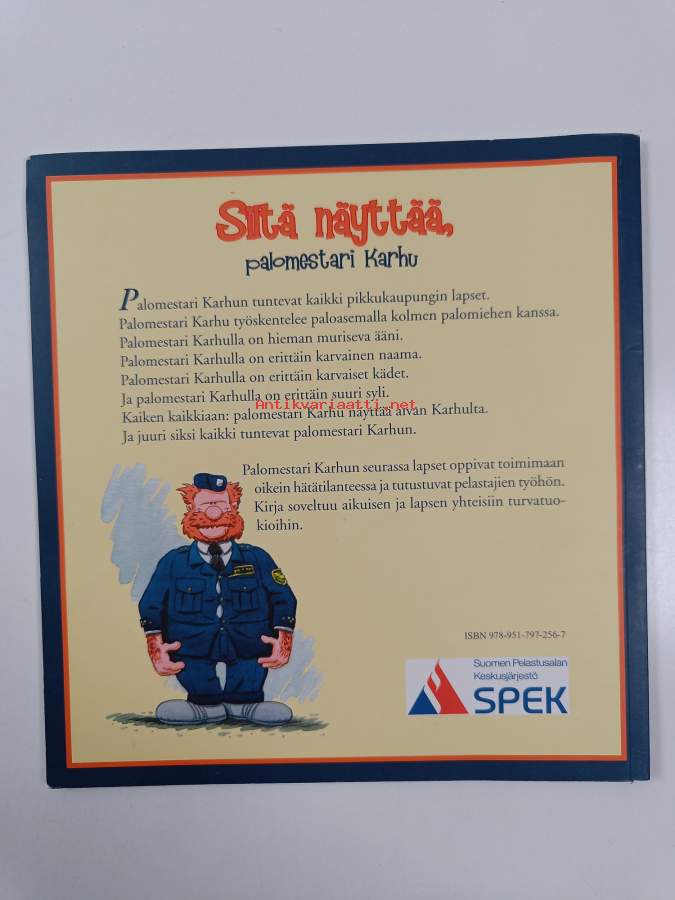 Siltä näyttää,
palomestari Karhu
Palomestari Karhun tuntevat kaikki pikkukaupungin lapset.
Palomestari Karhu työskentelee paloasemalla kolmen palomiehen kanssa.
Palomestari Karhulla on hieman muriseva ääni.
Palomestari Karhulla on erittäin karvainen naama.
Palomestari Karhulla on erittäin karvaiset kädet.
Ja palomestari Karhulla on erittäin suuri syli.
Antikvariaatti.net
Kaiken kaikkiaan: palomestari Karhu näyttää aivan Karhulta.
Ja juuri siksi kaikki tuntevat palomestari Karhun.
Palomestari Karhun seurassa lapset oppivat toimimaan
oikein hätätilanteessa ja tutustuvat pelastajien työhön.
Kirja soveltuu aikuisen ja lapsen yhteisiin turvatuo-
kioihin.
ISBN 978-951-797-256-7
Suomen Pelastusalan
Keskusjärjestö
SPEK